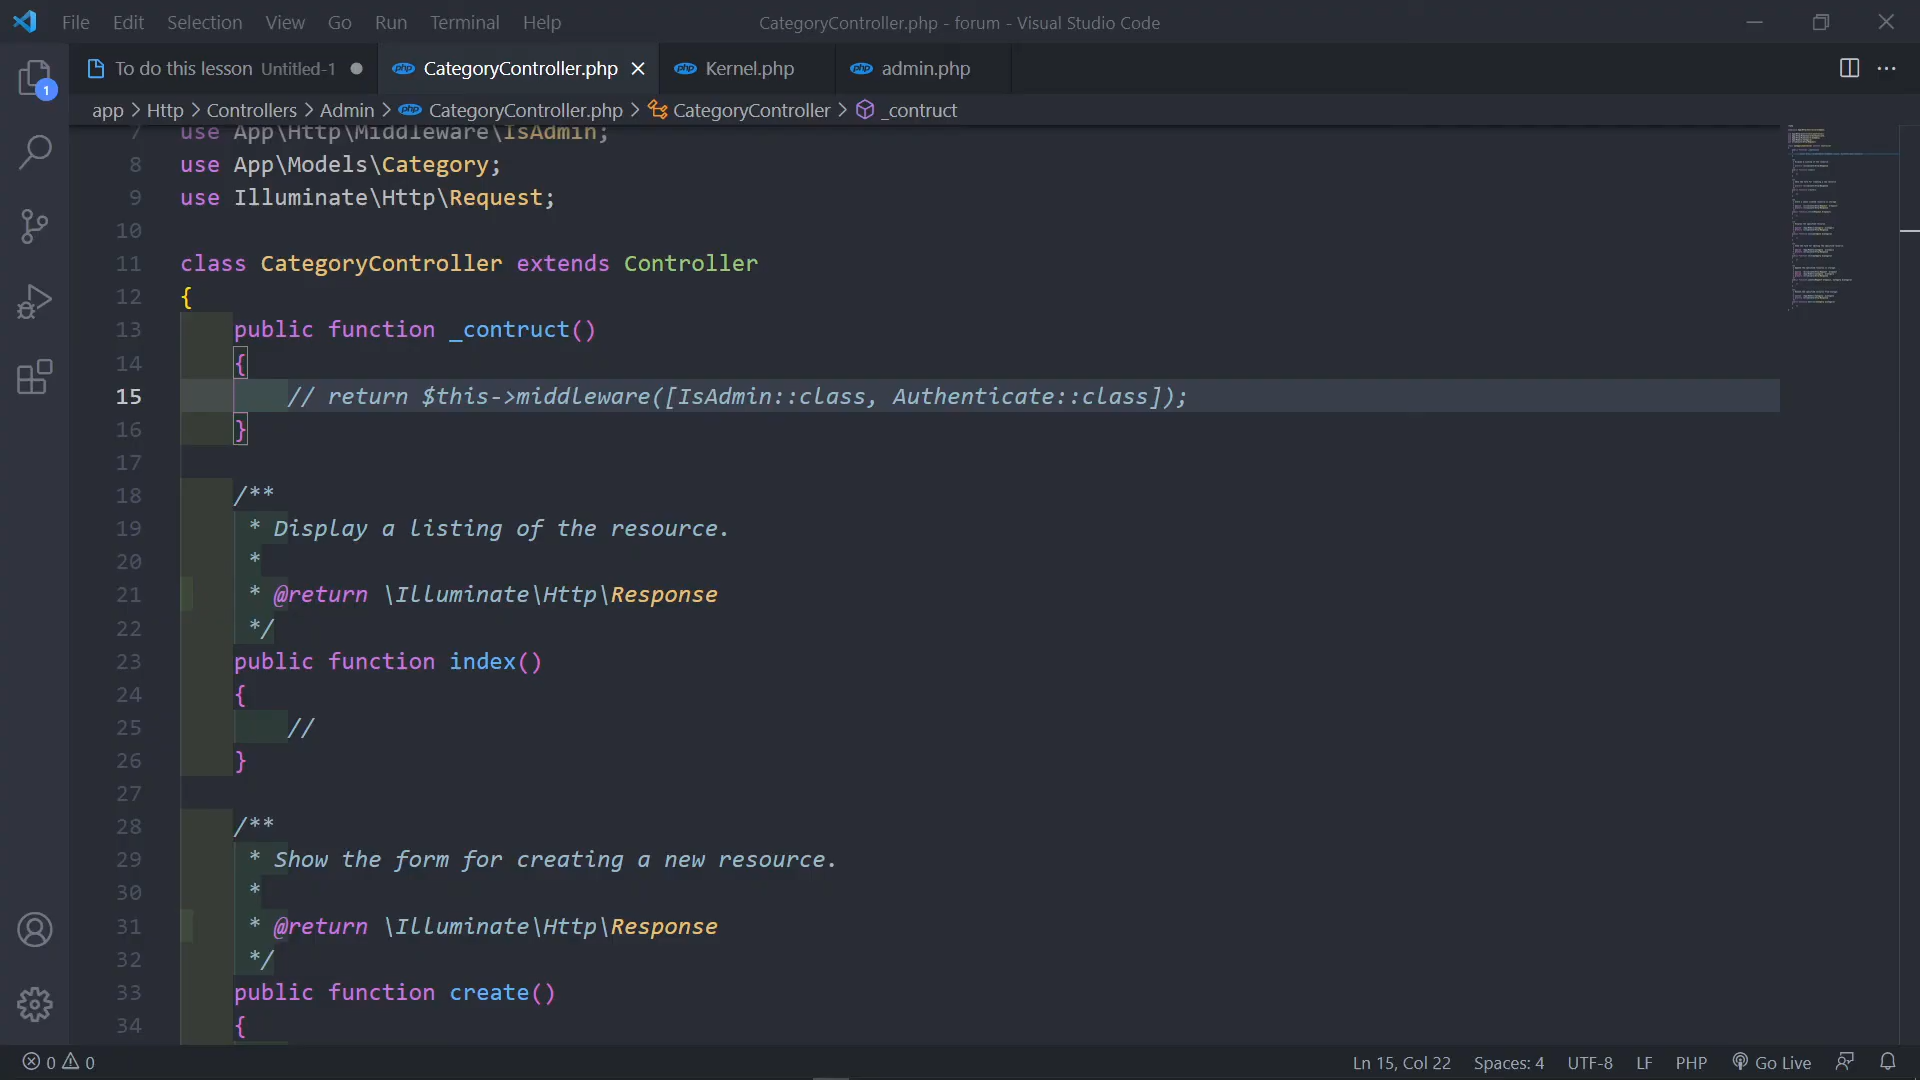 File Edit Selection View Go Run Terminal Help CategoryController.php - forum - Visual Studio Code
To do this lesson Untitled-1 CategoryController.php Kernel.php admin.php
1
app > Http > Controllers > Admin > CategoryController.php > CategoryController > _contruct
7 use App\Http\Middleware\IsAdmin;
8 use App\Models\Category;
9 use Illuminate\Http\Request;
10
11 class CategoryController extends Controller
12 {
13 public function _contruct()
14 {
15 // return $this->middleware([IsAdmin::class, Authenticate::class]);
16 }
17
18 /**
19 * Display a listing of the resource.
20 *
21 * @return \Illuminate\Http\Response
22 */
23 public function index()
24 {
25 //
26 }
27
28 /**
29 * Show the form for creating a new resource.
30 *
31 * @return \Illuminate\Http\Response
32 */
33 public function create()
34 {
0 0 Ln 15, Col 22 Spaces: 4 UTF-8 LF PHP Go Live